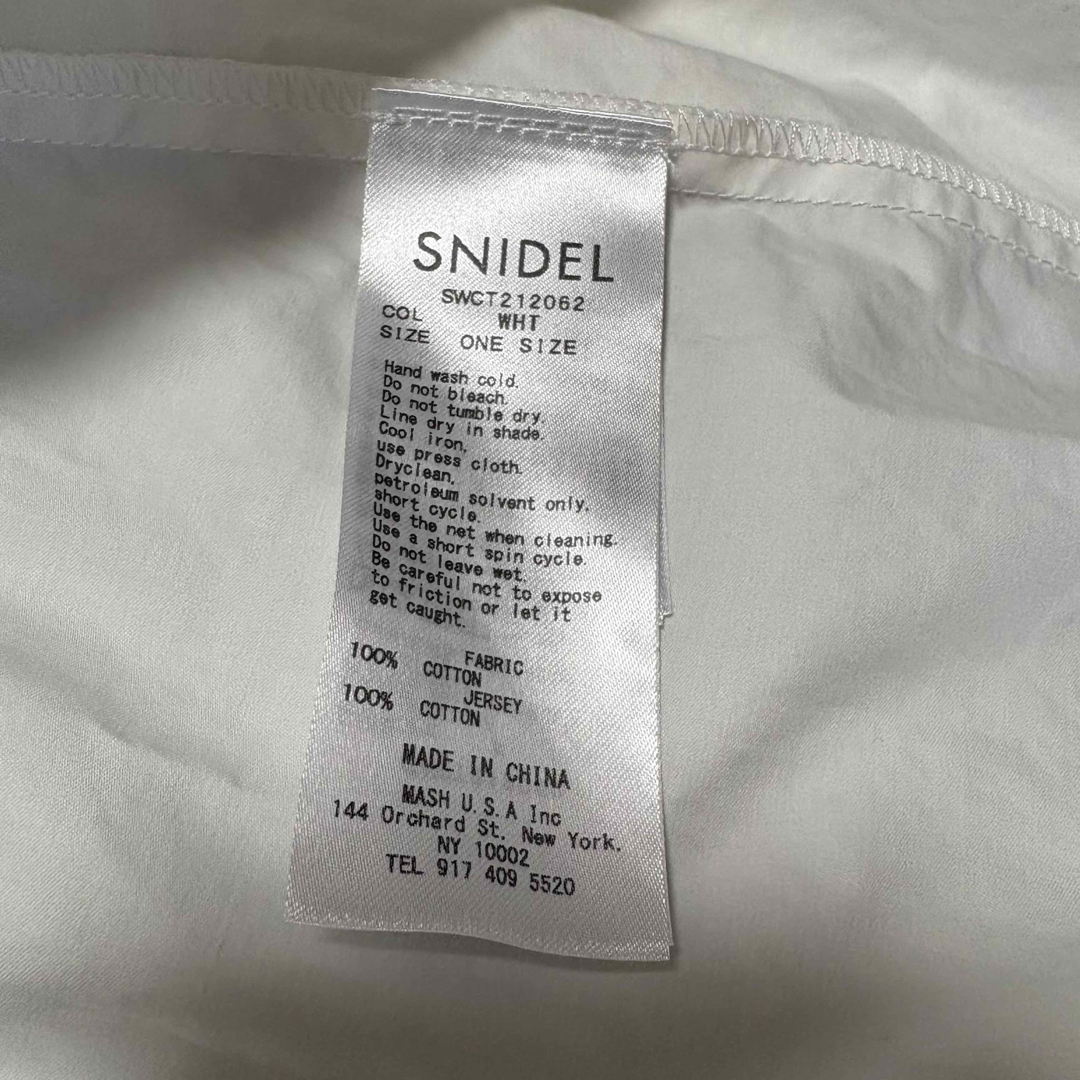 SNIDEL
SWCT212062
COL WHT
SIZE ONE SIZE
Hand wash cold.
Do not bleach.
Do not tumble dry.
Line dry in shade.
Cool iron,
use press cloth.
Dryclean,
petroleum solvent only,
short cycle.
Use the net when cleaning.
Use a short spin cycle.
Do not leave wet.
Be careful not to expose
to friction or let it
get caught.
FABRIC
100% COTTON
JERSEY
100% COTTON
MADE IN CHINA
MASH U.S.A Inc
144 Orchard St. New York.
NY 10002
TEL 917 409 5520